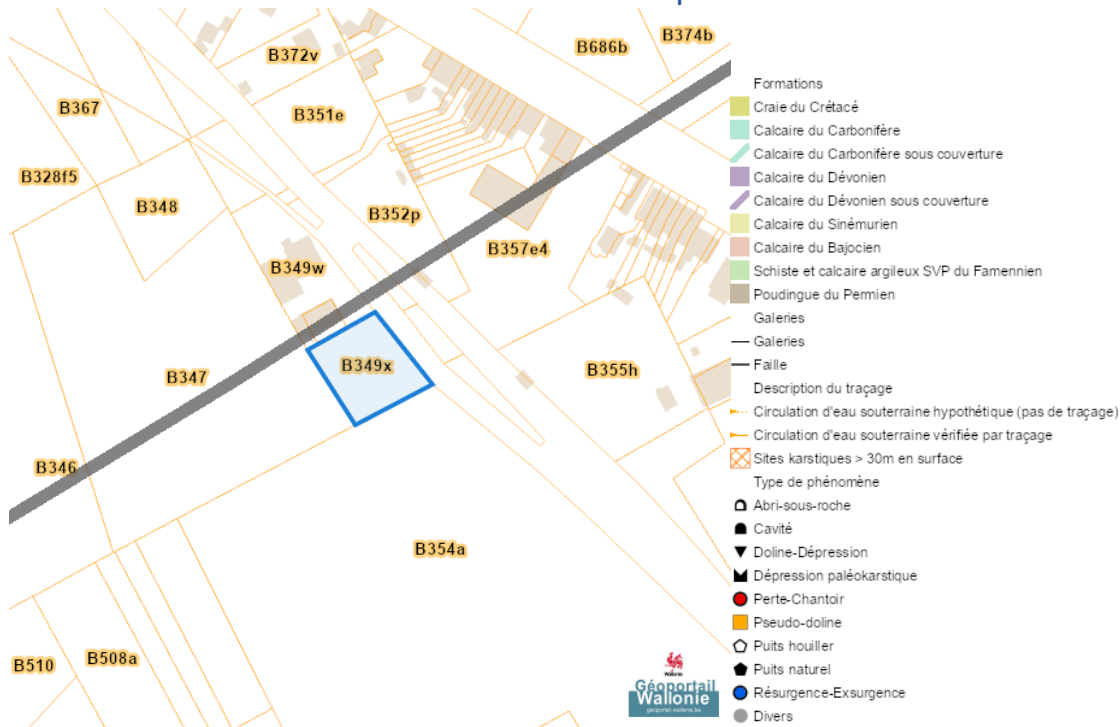 B686b
B374b
B372v
B367
B351e
B328f5
B348
B352p
B349w
B357e4
B349x
B347
B355h
B346
B354a
B510
B508a
Wallonie
Géoportail
Wallonie
geoportail.wallonie.be
Formations
Craie du Crétacé
Calcaire du Carbonifère
Calcaire du Carbonifère sous couverture
Calcaire du Dévonien
Calcaire du Dévonien sous couverture
Calcaire du Sinémurien
Calcaire du Bajocien
Schiste et calcaire argileux SVP du Famennien
Poudingue du Permien
Galeries
Galeries
Faille
Description du traçage
Circulation d'eau souterraine hypothétique (pas de traçage)
Circulation d'eau souterraine vérifiée par traçage
Sites karstiques > 30m en surface
Type de phénomène
Abri-sous-roche
Cavité
Doline-Dépression
Dépression paléokarstique
Perte-Chantoir
Pseudo-doline
Puits houiller
Puits naturel
Résurgence-Exsurgence
Divers